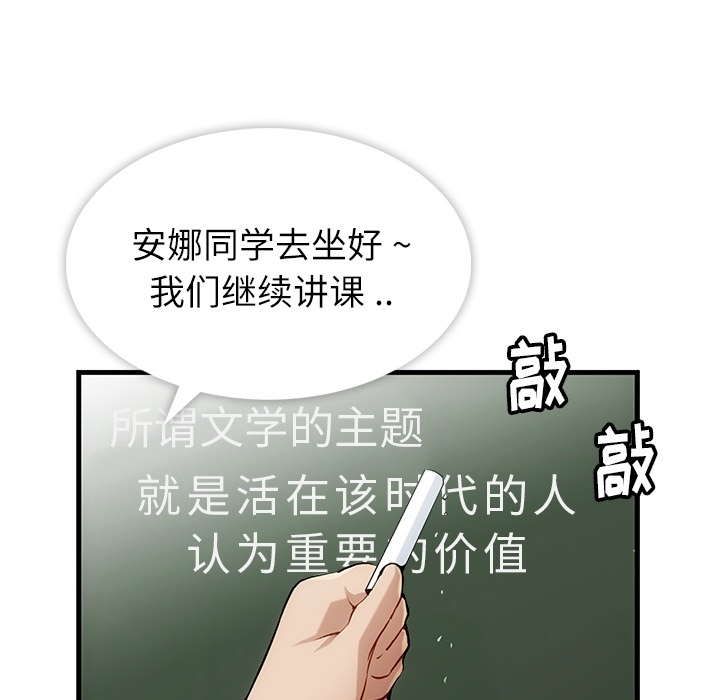 安娜同学去坐好~
我们继续讲课..
敲
敲
所谓文学的主题
就是活在该时代的人
认为重要的价值